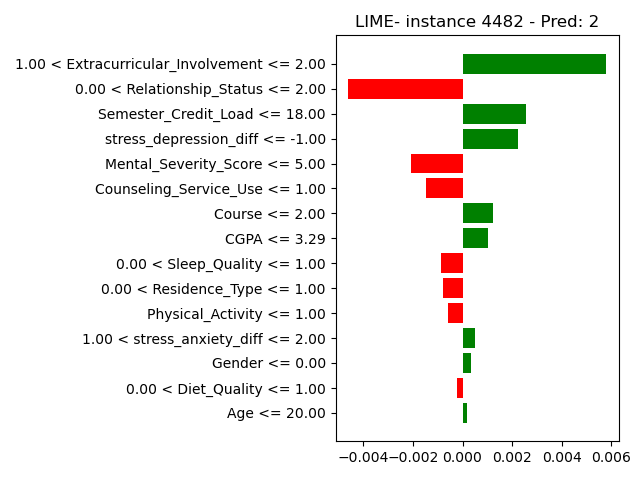 LIME- instance 4482 - Pred: 2
1.00 < Extracurricular_Involvement <= 2.00
0.00 < Relationship_Status <= 2.00
Semester_Credit_Load <= 18.00
stress_depression_diff <= -1.00
Mental_Severity_Score <= 5.00
Counseling_Service_Use <= 1.00
Course <= 2.00
CGPA <= 3.29
0.00 < Sleep_Quality <= 1.00
0.00 < Residence_Type <= 1.00
Physical_Activity <= 1.00
1.00 < stress_anxiety_diff <= 2.00
Gender <= 0.00
0.00 < Diet_Quality <= 1.00
Age <= 20.00
−0.004 −0.002 0.000 0.002 0.004 0.006